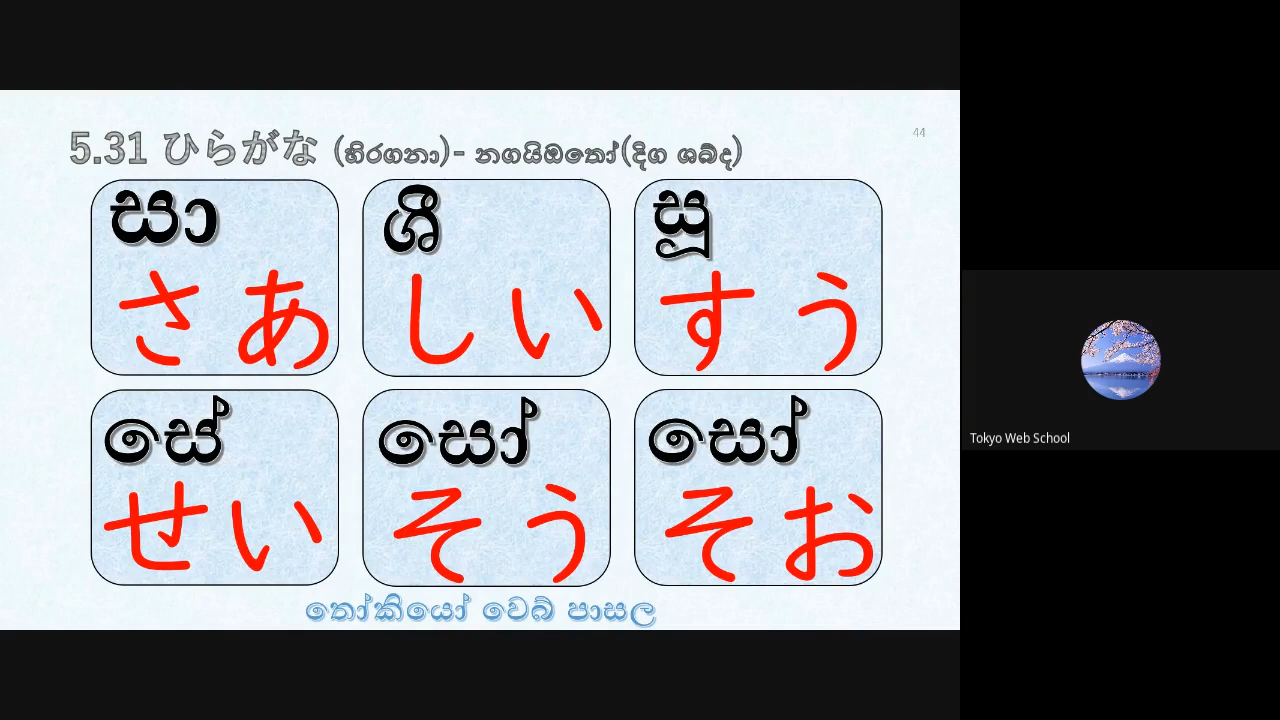 44
5.31 ひらがな (හිරගනා)- නගයිඔතෝ(දිග ශබ්ද)
සා ශී සූ
さあ しい すう
සේ සෝ සෝ
せい そう そお
තෝකියෝ වෙබ් පාසල
Tokyo Web School